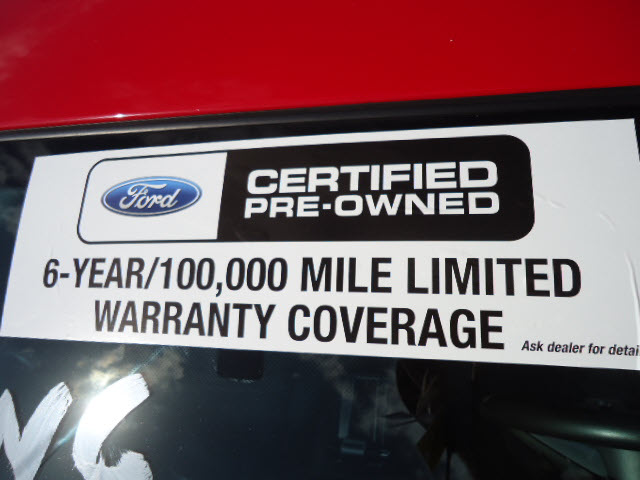 Ford
CERTIFIED
PRE-OWNED
6-YEAR/100,000 MILE LIMITED
WARRANTY COVERAGE
Ask dealer for detai